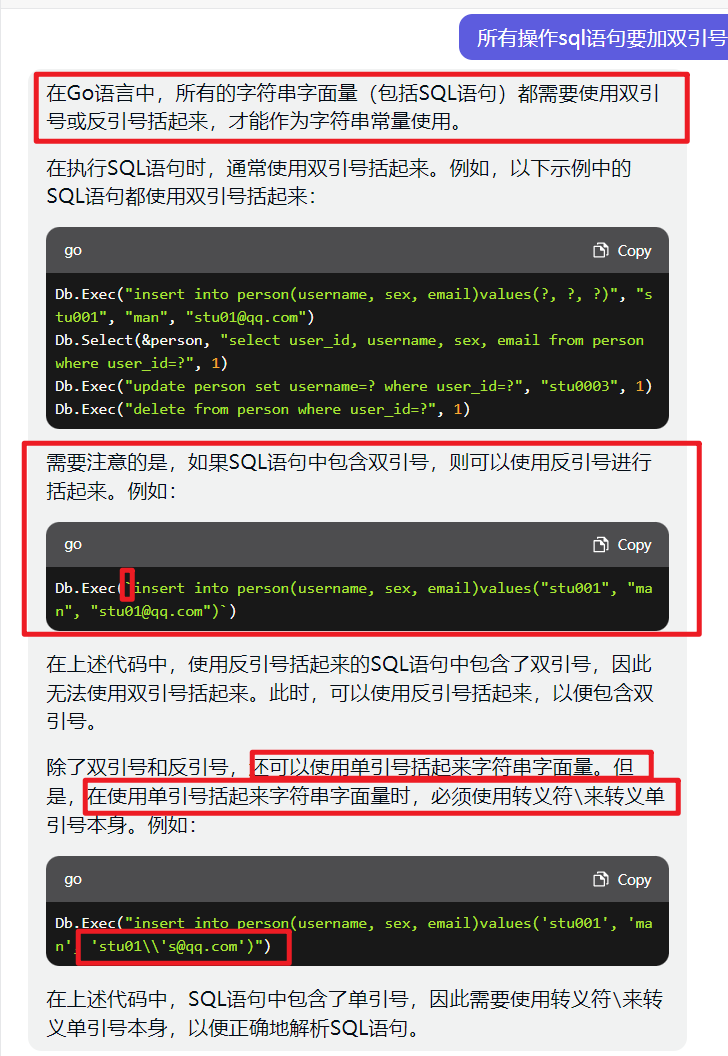 所有操作sql语句要加双引号
在Go语言中，所有的字符串字面量（包括SQL语句）都需要使用双引
号或反引号括起来，才能作为字符串常量使用。
在执行SQL语句时，通常使用双引号括起来。例如，以下示例中的
SQL语句都使用双引号括起来：
go
Copy
Db.Exec("insert into person(username, sex, email)values(?, ?, ?)", "s
tu001", "man", "stu01@qq.com")
Db.Select(&person, "select user_id, username, sex, email from person
where user_id=?", 1)
Db.Exec("update person set username=? where user_id=?", "stu0003", 1)
Db.Exec("delete from person where user_id=?", 1)
需要注意的是，如果SQL语句中包含双引号，则可以使用反引号进行
括起来。例如：
go
Copy
Db.Exec(`insert into person(username, sex, email)values("stu001", "ma
n", "stu01@qq.com")`)
在上述代码中，使用反引号括起来的SQL语句中包含了双引号，因此
无法使用双引号括起来。此时，可以使用反引号括起来，以便包含双
引号。
除了双引号和反引号，还可以使用单引号括起来字符串字面量。但
是，在使用单引号括起来字符串字面量时，必须使用转义符\来转义单
引号本身。例如：
go
Copy
Db.Exec("insert into person(username, sex, email)values('stu001', 'ma
n', 'stu01\\'s@qq.com')")
在上述代码中，SQL语句中包含了单引号，因此需要使用转义符\来转
义单引号本身，以便正确地解析SQL语句。